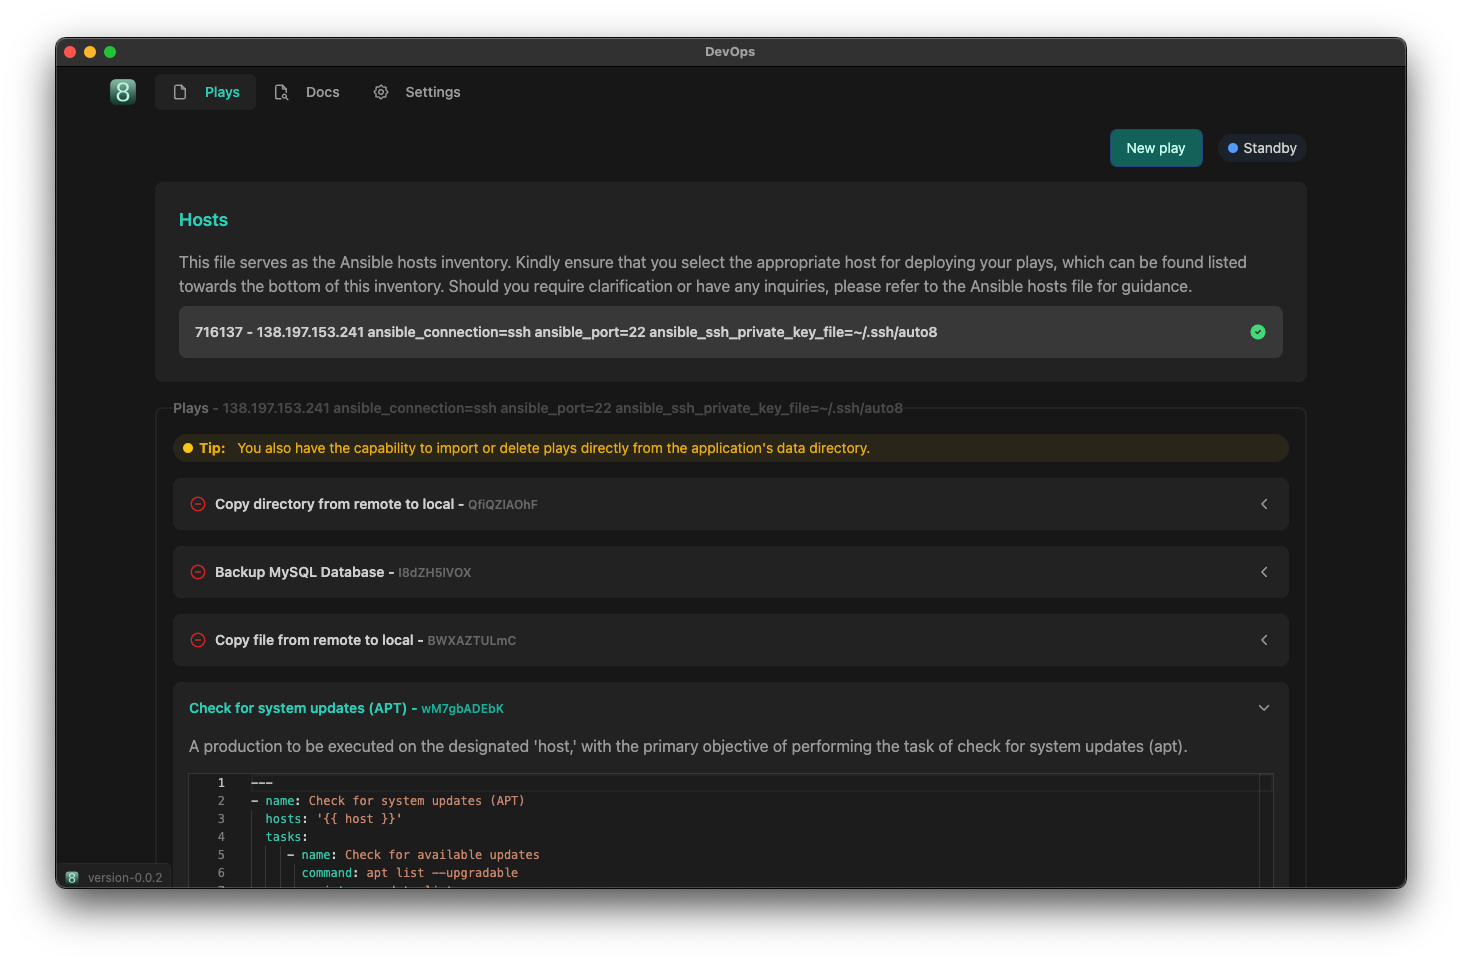 DevOps
8 Plays Docs Settings
New play Standby
Hosts
This file serves as the Ansible hosts inventory. Kindly ensure that you select the appropriate host for deploying your plays, which can be found listed
towards the bottom of this inventory. Should you require clarification or have any inquiries, please refer to the Ansible hosts file for guidance.
716137 - 138.197.153.241 ansible_connection=ssh ansible_port=22 ansible_ssh_private_key_file=~/.ssh/auto8
Plays - 138.197.153.241 ansible_connection=ssh ansible_port=22 ansible_ssh_private_key_file=~/.ssh/auto8
Tip: You also have the capability to import or delete plays directly from the application's data directory.
Copy directory from remote to local - QfiQZIAOhF
Backup MySQL Database - I8dZH5IVOX
Copy file from remote to local - BWXAZTULmC
Check for system updates (APT) - wM7gbADEbK
A production to be executed on the designated 'host,' with the primary objective of performing the task of check for system updates (apt).
1 ---
2 - name: Check for system updates (APT)
3 hosts: '{{ host }}'
4 tasks:
5 - name: Check for available updates
6 command: apt list --upgradable
8 version-0.0.2